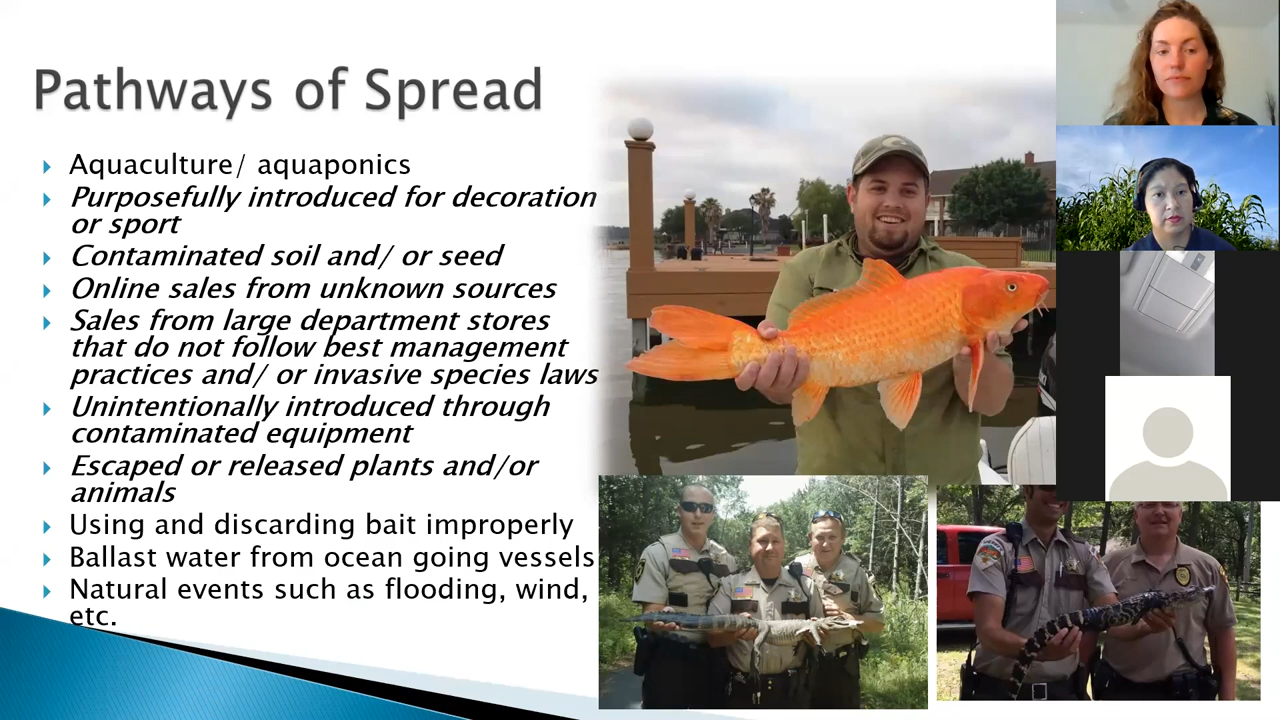 Pathways of Spread
Aquaculture/ aquaponics
Purposefully introduced for decoration
or sport
Contaminated soil and/ or seed
Online sales from unknown sources
Sales from large department stores
that do not follow best management
practices and/ or invasive species laws
Unintentionally introduced through
contaminated equipment
Escaped or released plants and/or
animals
Using and discarding bait improperly
Ballast water from ocean going vessels
Natural events such as flooding, wind,
etc.